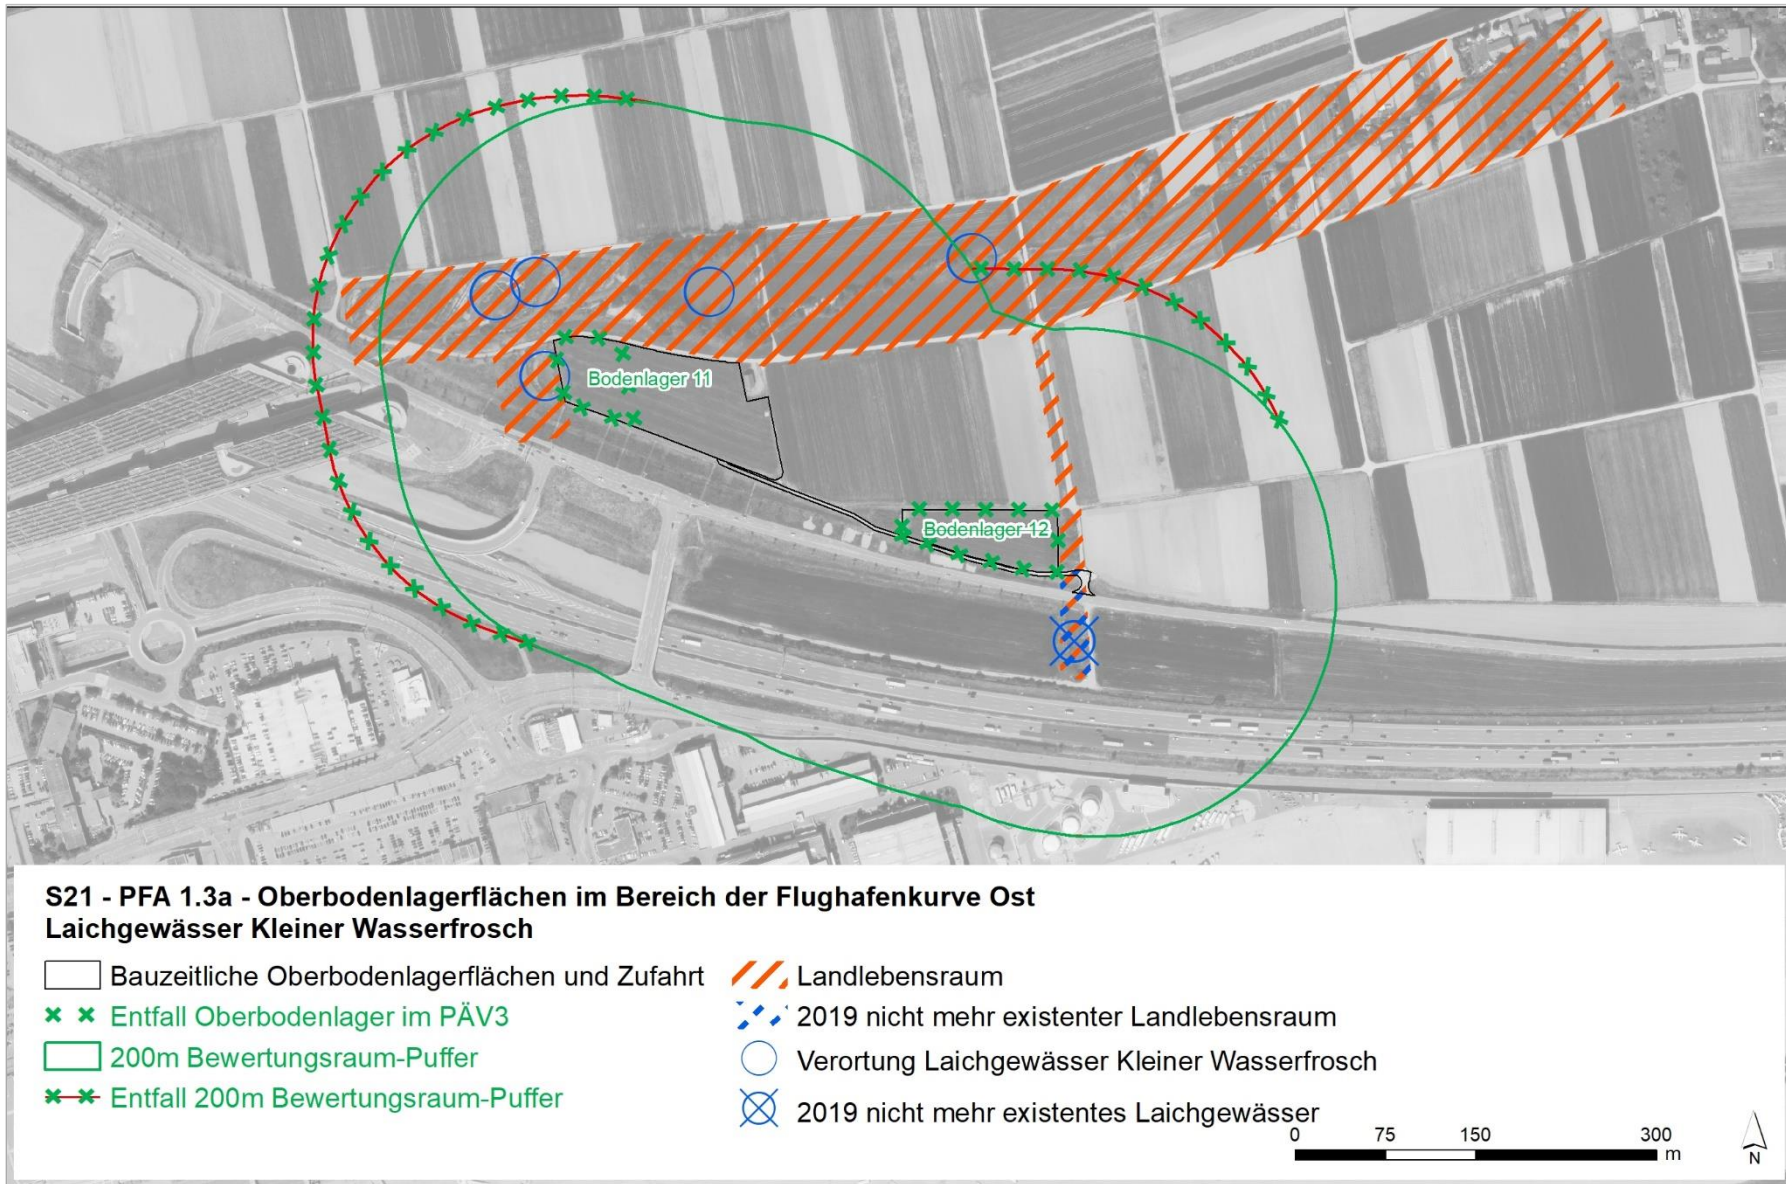 Bodenlager 11
Bodenlager 12
S21 - PFA 1.3a - Oberbodenlagerflächen im Bereich der Flughafenkurve Ost
Laichgewässer Kleiner Wasserfrosch
Bauzeitliche Oberbodenlagerflächen und Zufahrt
Entfall Oberbodenlager im PÄV3
200m Bewertungsraum-Puffer
Entfall 200m Bewertungsraum-Puffer
Landlebensraum
2019 nicht mehr existenter Landlebensraum
Verortung Laichgewässer Kleiner Wasserfrosch
2019 nicht mehr existentes Laichgewässer
0 75 150 300
m
N